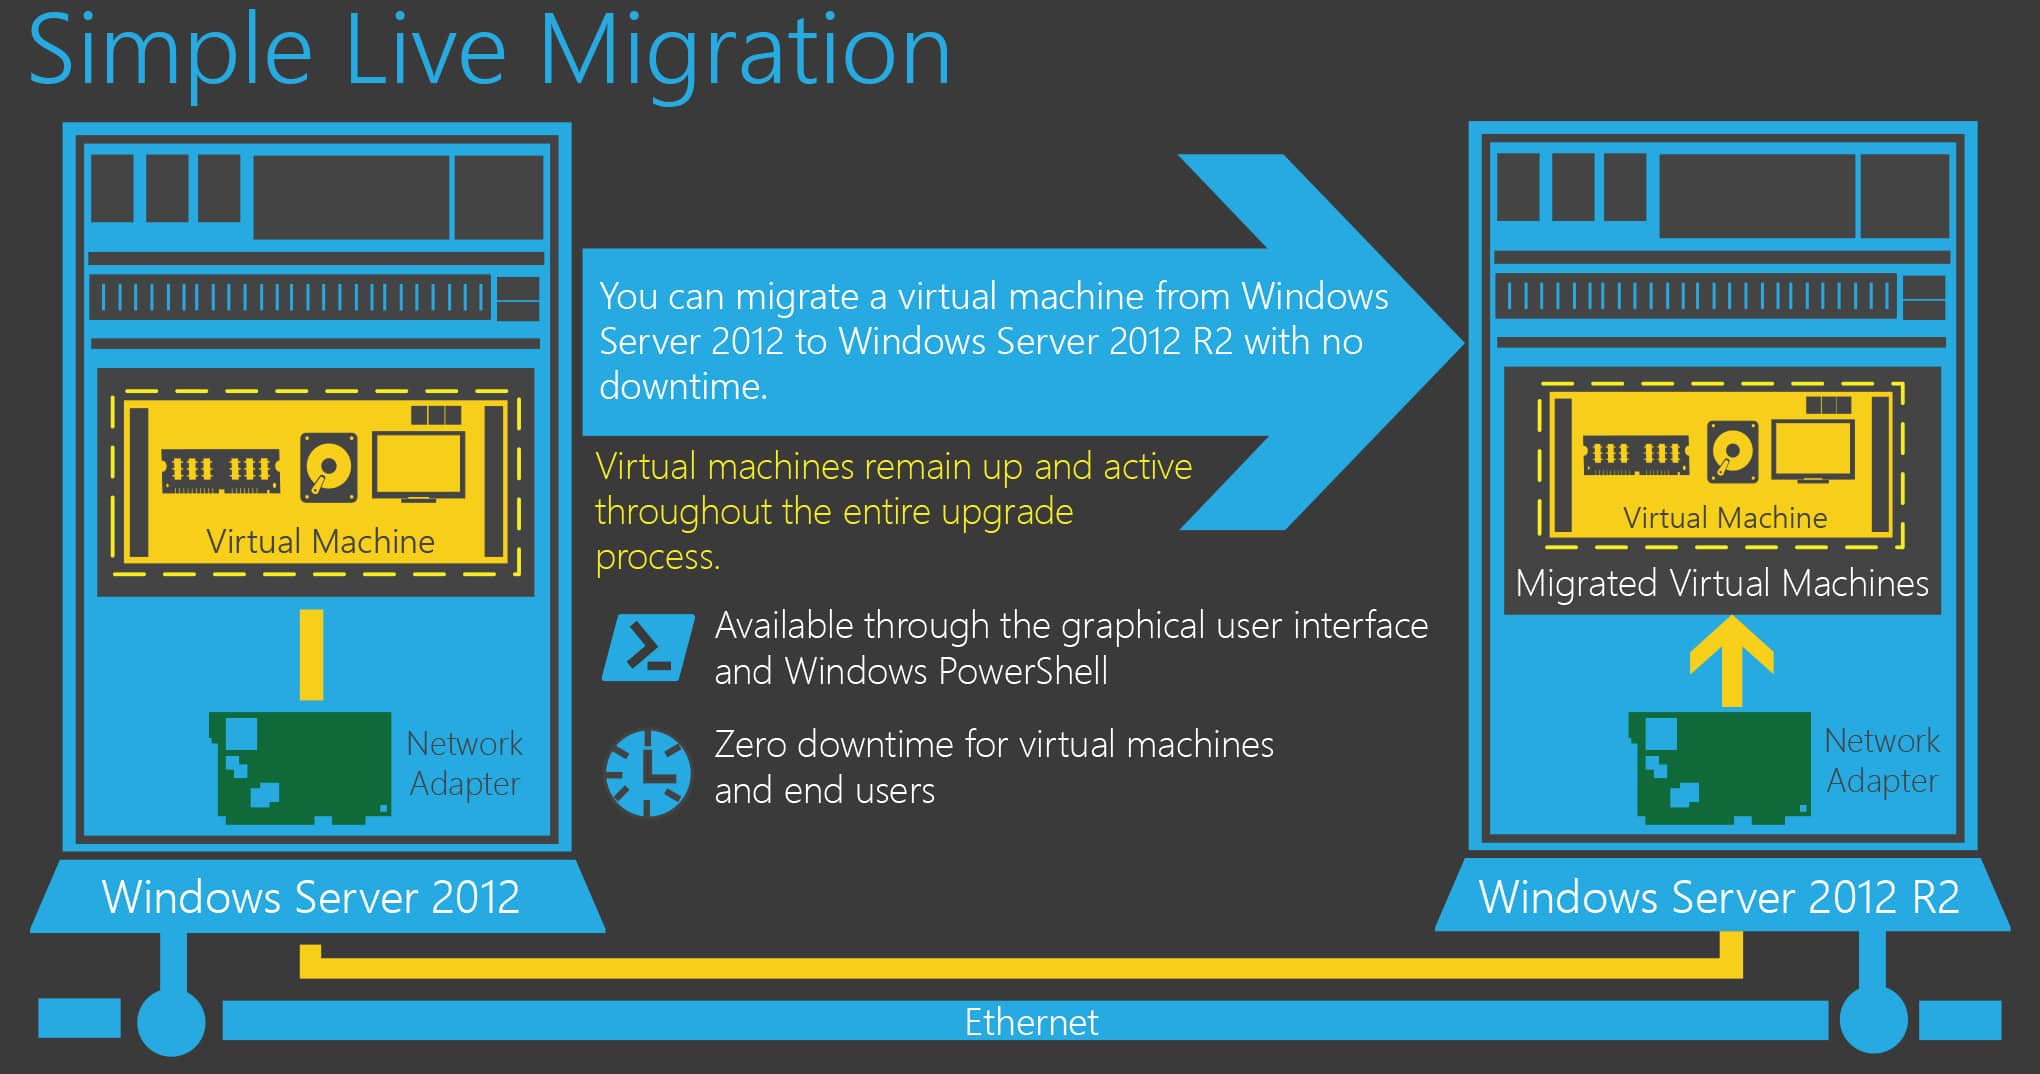 Simple Live Migration
You can migrate a virtual machine from Windows
Server 2012 to Windows Server 2012 R2 with no
downtime.
Virtual machines remain up and active
throughout the entire upgrade
process.
Virtual Machine
Virtual Machine
Migrated Virtual Machines
Available through the graphical user interface
and Windows PowerShell
Network
Adapter
Zero downtime for virtual machines
and end users
Network
Adapter
Windows Server 2012
Windows Server 2012 R2
Ethernet